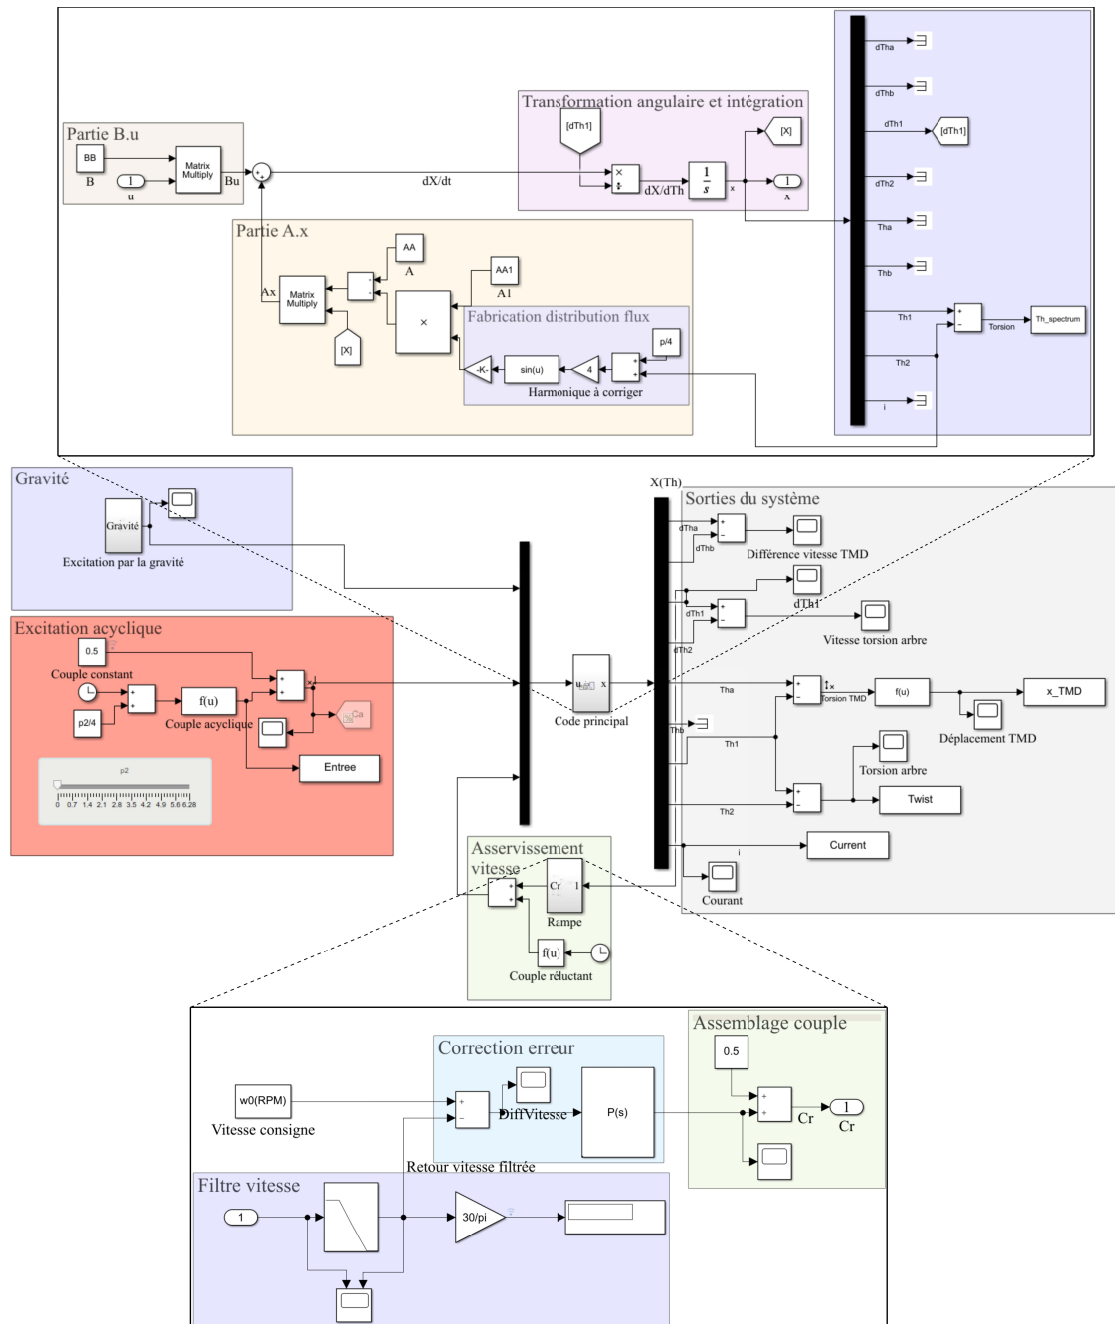 Partie B.u
BB
B
1
u
Matrix
Multiply
Bu
dX/dt
Transformation angulaire et intégration
[dTh1]
dX/dTh
1
s
x
[X]
1
x
Partie A.x
AA
A
AA1
A1
Ax
Matrix
Multiply
[X]
Fabrication distribution flux
-K-
sin(u)
4
p/4
Harmonique à corriger
dTha
dThb
dTh1
[dTh1]
dTh2
Tha
Thb
Th1
Torsion
Th_spectrum
Th2
i
Gravité
Gravité
Excitation par la gravité
Excitation acyclique
0.5
Couple constant
p2/4
f(u)
Couple acyclique
Ca
Entree
p2
0 0.7 1.4 2.1 2.8 3.5 4.2 4.9 5.6 6.28
u
x
Code principal
X(Th)
Sorties du système
dTha
dThb
Différence vitesse TMD
dTh1
dTh1
dTh2
Vitesse torsion arbre
Tha
Torsion TMD
f(u)
x_TMD
Déplacement TMD
Thb
Th1
Torsion arbre
Th2
Twist
i
Current
Courant
Asservissement
vitesse
Rampe
f(u)
Couple réluctant
Correction erreur
w0(RPM)
Vitesse consigne
DiffVitesse
P(s)
Retour vitesse filtrée
Assemblage couple
0.5
Cr
1
Cr
Filtre vitesse
1
30/pi